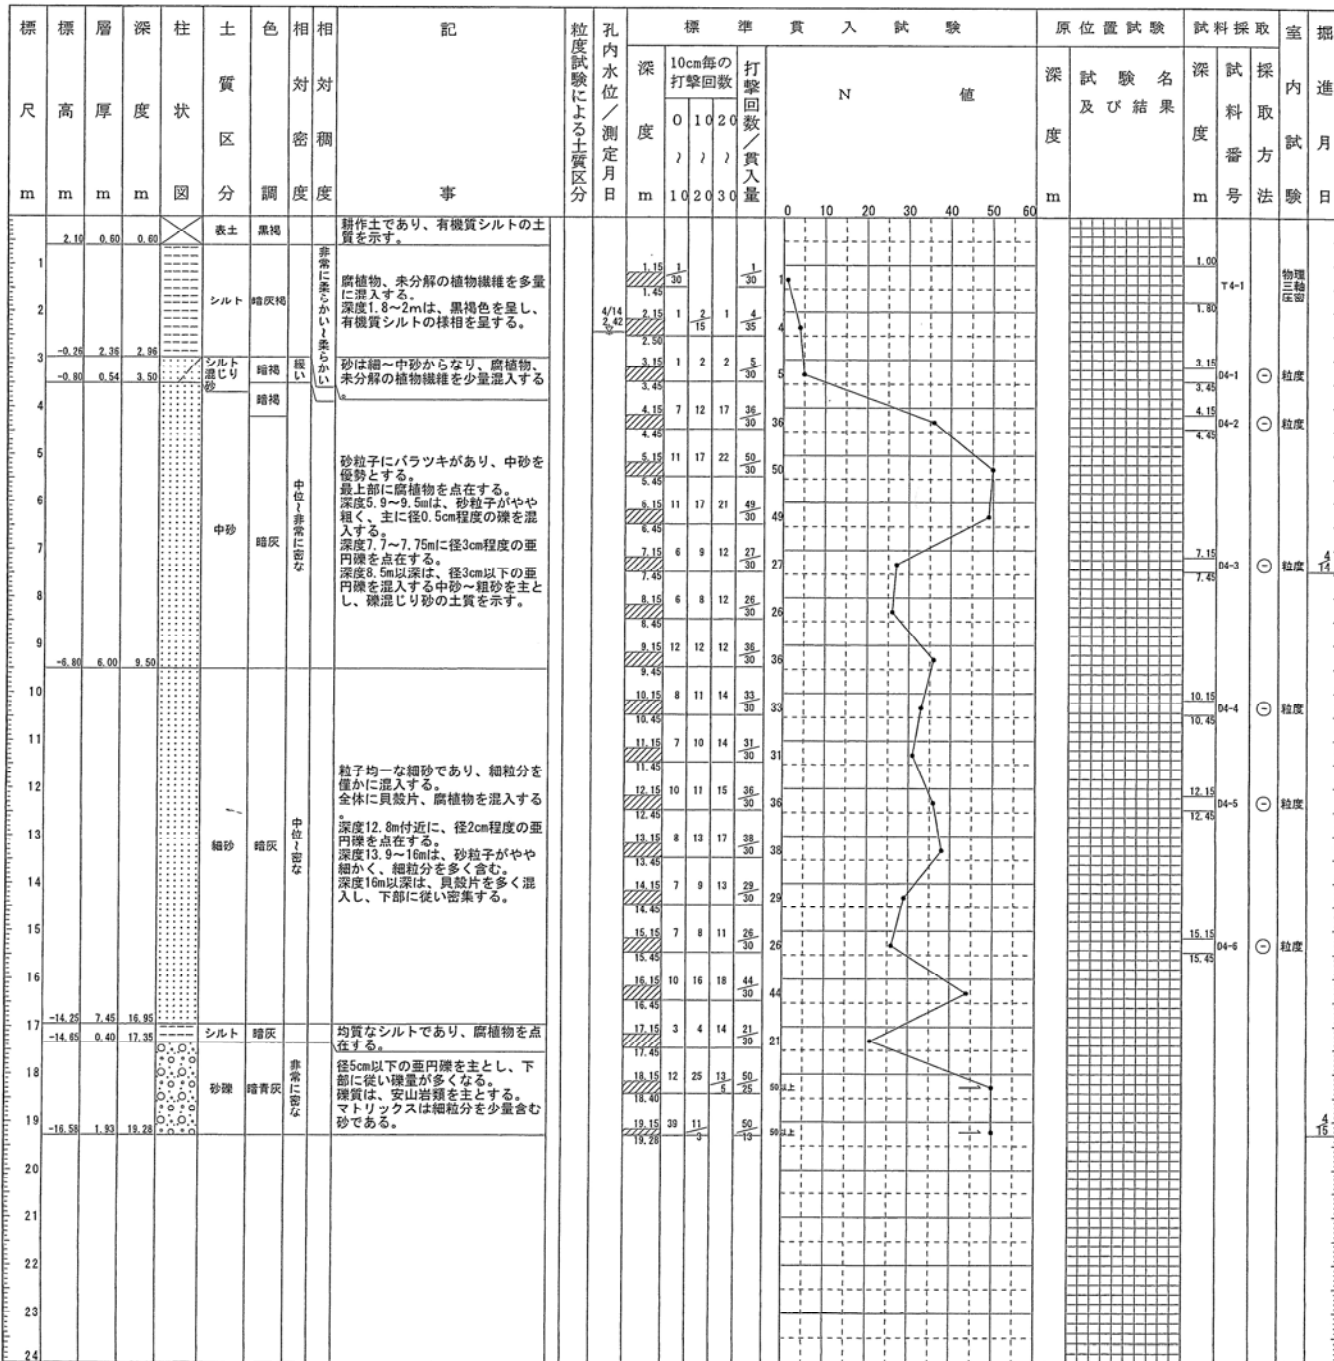 標尺 m
標高 m
層厚 m
深度 m
柱状図
土質区分
色調
相対密度
相対稠度
記事
粒度試験による土質区分
孔内水位/測定月日
標準貫入試験
深度 m
10cm毎の
打撃回数
0 10 20
~ ~ ~
10 20 30
打撃回数/貫入量
N 値
0 10 20 30 40 50 60
原位置試験
深度 m
試験名
及び結果
試料採取
深度 m
試料番号
採取方法
室内試験
掘進月日
2.10 0.60 0.60 表土 黒褐
耕作土であり、有機質シルトの土
質を示す。
-0.26 2.36 2.96 シルト 暗灰褐
非常に柔らかい~柔らかい
腐植物、未分解の植物繊維を多量
に混入する。
深度1.8~2mは、黒褐色を呈し、
有機質シルトの様相を呈する。
-0.80 0.54 3.50
シルト
混じり
砂
暗褐
緩い
砂は細~中砂からなり、腐植物、
未分解の植物繊維を少量混入する
。
暗褐
-6.80 6.00 9.50 中砂 暗灰
中位~非常に密な
砂粒子にバラツキがあり、中砂を
優勢とする。
最上部に腐植物を点在する。
深度5.9~9.5mは、砂粒子がやや
粗く、主に径0.5cm程度の礫を混
入する。
深度7.7~7.75mに径3cm程度の亜
円礫を点在する。
深度8.5m以深は、径3cm以下の亜
円礫を混入する中砂~粗砂を主と
し、礫混じり砂の土質を示す。
-14.25 7.45 16.95 細砂 暗灰
中位~密な
粒子均一な細砂であり、細粒分を
僅かに混入する。
全体に貝殻片、腐植物を混入する
。
深度12.8m付近に、径2cm程度の亜
円礫を点在する。
深度13.9~16mは、砂粒子がやや
細かく、細粒分を多く含む。
深度16m以深は、貝殻片を多く混
入し、下部に従い密集する。
-14.65 0.40 17.35 シルト 暗灰
均質なシルトであり、腐植物を点
在する。
-16.58 1.93 19.28 砂礫 暗青灰
非常に密な
径5cm以下の亜円礫を主とし、下
部に従い礫量が多くなる。
礫質は、安山岩類を主とする。
マトリックスは細粒分を少量含む
砂である。
1
2
3
4
5
6
7
8
9
10
11
12
13
14
15
16
17
18
19
20
21
22
23
24
4/14
2.42
1.15 1/30 1/30 1
1.45
2.15 1 2/15 1 4/35 4
2.50
3.15 1 2 2 5/30 5
3.45
4.15 7 12 17 36/30 36
4.45
5.15 11 17 22 50/30 50
5.45
6.15 11 17 21 49/30 49
6.45
7.15 6 9 12 27/30 27
7.45
8.15 6 8 12 26/30 26
8.45
9.15 12 12 12 36/30 36
9.45
10.15 8 11 14 33/30 33
10.45
11.15 7 10 14 31/30 31
11.45
12.15 10 11 15 36/30 36
12.45
13.15 8 13 17 38/30 38
13.45
14.15 7 9 13 29/30 29
14.45
15.15 7 8 11 26/30 26
15.45
16.15 10 16 18 44/30 44
16.45
17.15 3 4 14 21/30 21
17.45
18.15 12 25 13/5 50/25 50以上
18.40
19.15 39 11/3 50/13 50以上
19.28
1.00
T4-1
1.80
物理
三軸
圧密
3.15
D4-1 粒度
3.45
4.15
D4-2 粒度
4.45
7.15
D4-3 粒度
7.45
4/14
10.15
D4-4 粒度
10.45
12.15
D4-5 粒度
12.45
15.15
D4-6 粒度
15.45
4/15